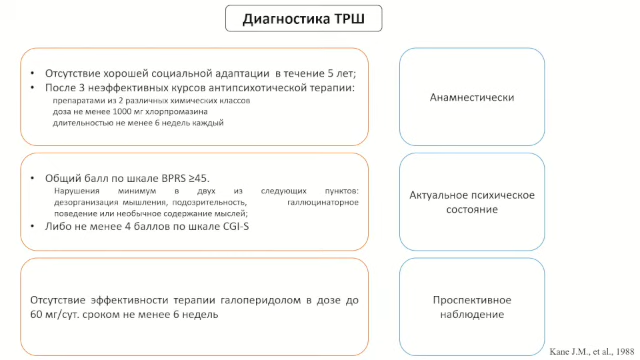 Диагностика ТРШ
• Отсутствие хорошей социальной адаптации в течение 5 лет;
• После 3 неэффективных курсов антипсихотической терапии:
препаратами из 2 различных химических классов
доза не менее 1000 мг хлорпромазина
длительностью не менее 6 недель каждый
Анамнестически
• Общий балл по шкале BPRS ≥45.
Нарушения минимум в двух из следующих пунктов:
дезорганизация мышления, подозрительность, галлюцинаторное
поведение или необычное содержание мыслей;
• Либо не менее 4 баллов по шкале CGI-S
Актуальное психическое
состояние
Отсутствие эффективности терапии галоперидолом в дозе до
60 мг/сут. сроком не менее 6 недель
Проспективное
наблюдение
Kane J.M., et al., 1988